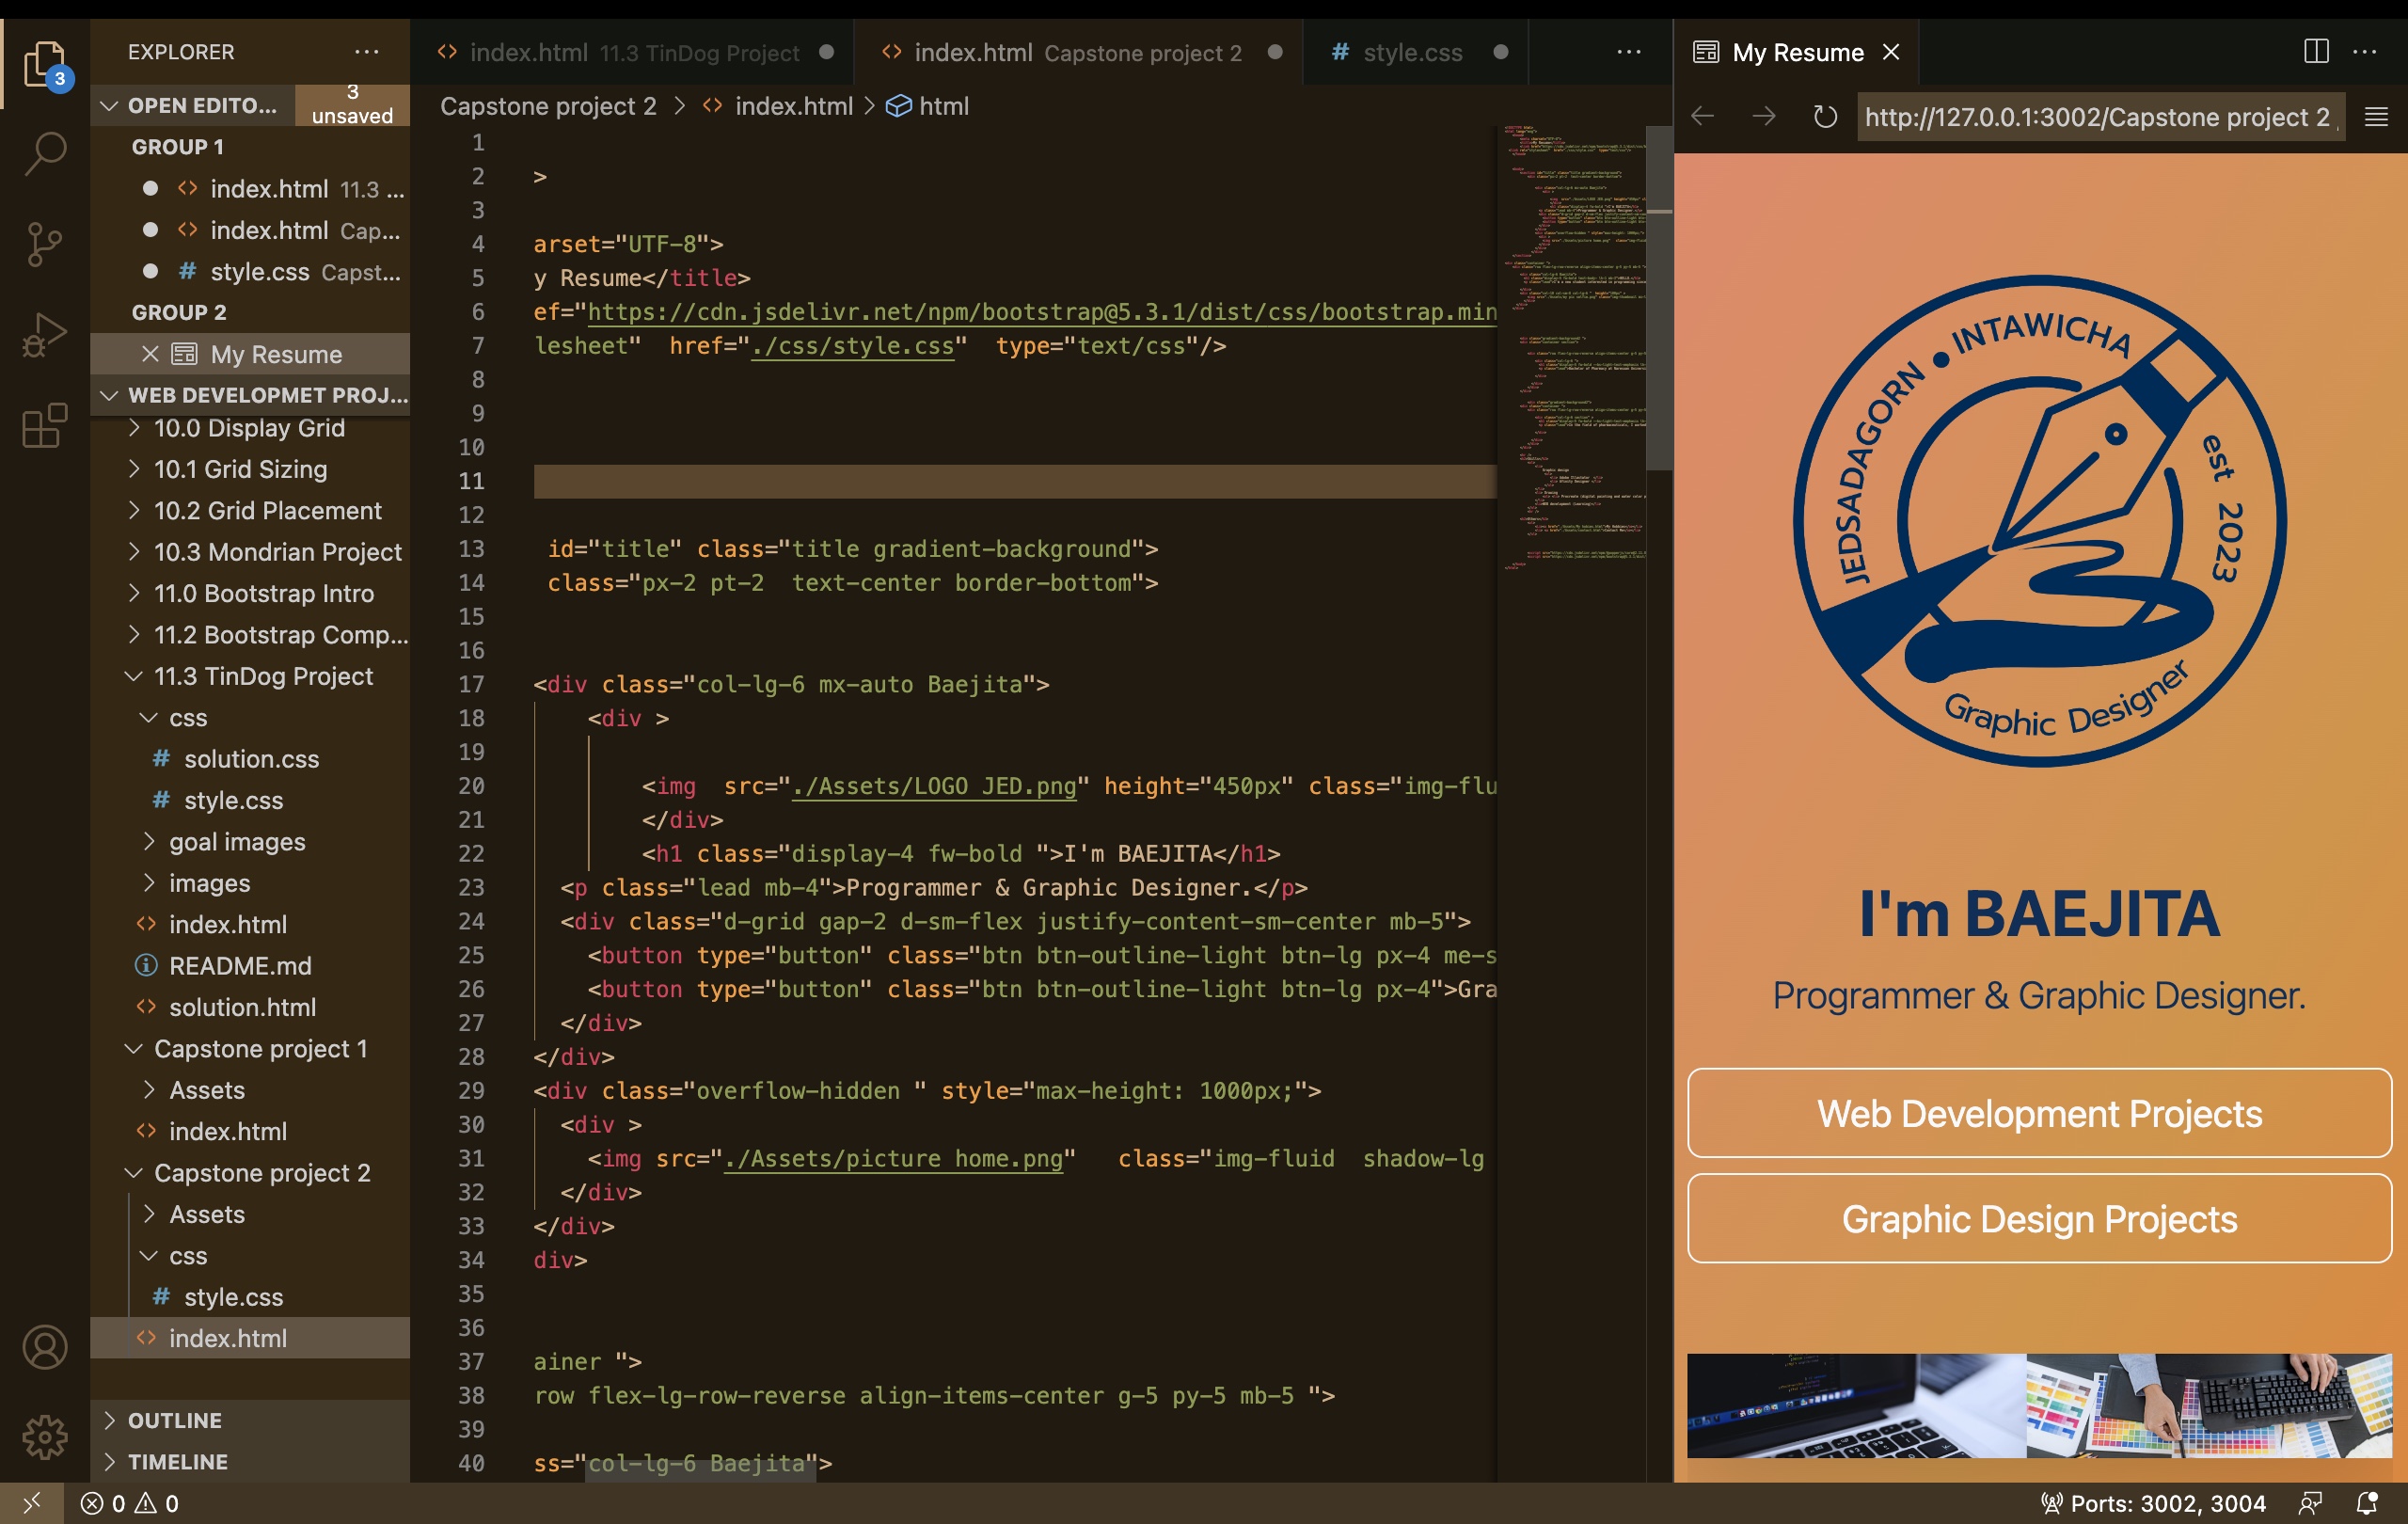 EXPLORER
3
OPEN EDITO...
3 unsaved
GROUP 1
index.html 11.3 ...
index.html Cap...
style.css Capst...
GROUP 2
My Resume
WEB DEVELOPMET PROJ...
10.0 Display Grid
10.1 Grid Sizing
10.2 Grid Placement
10.3 Mondrian Project
11.0 Bootstrap Intro
11.2 Bootstrap Comp...
11.3 TinDog Project
css
solution.css
style.css
goal images
images
index.html
README.md
solution.html
Capstone project 1
Assets
index.html
Capstone project 2
Assets
css
style.css
index.html
OUTLINE
TIMELINE
index.html 11.3 TinDog Project
index.html Capstone project 2
style.css
Capstone project 2 > index.html > html
1
2 >
3
4 arset="UTF-8">
5 y Resume</title>
6 ef="https://cdn.jsdelivr.net/npm/bootstrap@5.3.1/dist/css/bootstrap.min
7 lesheet" href="./css/style.css" type="text/css"/>
8
9
10
11
12
13 id="title" class="title gradient-background">
14 class="px-2 pt-2 text-center border-bottom">
15
16
17 <div class="col-lg-6 mx-auto Baejita">
18 <div >
19
20 <img src="./Assets/LOGO JED.png" height="450px" class="img-flu
21 </div>
22 <h1 class="display-4 fw-bold ">I'm BAEJITA</h1>
23 <p class="lead mb-4">Programmer & Graphic Designer.</p>
24 <div class="d-grid gap-2 d-sm-flex justify-content-sm-center mb-5">
25 <button type="button" class="btn btn-outline-light btn-lg px-4 me-s
26 <button type="button" class="btn btn-outline-light btn-lg px-4">Gra
27 </div>
28 </div>
29 <div class="overflow-hidden " style="max-height: 1000px;">
30 <div >
31 <img src="./Assets/picture home.png" class="img-fluid shadow-lg
32 </div>
33 </div>
34 div>
35
36
37 ainer ">
38 row flex-lg-row-reverse align-items-center g-5 py-5 mb-5 ">
39
40 ss="col-lg-6 Baejita">
My Resume
http://127.0.0.1:3002/Capstone project 2
JEDSADAGORN • INTAWICHA
est 2023
Graphic Designer
I'm BAEJITA
Programmer & Graphic Designer.
Web Development Projects
Graphic Design Projects
0 0
Ports: 3002, 3004